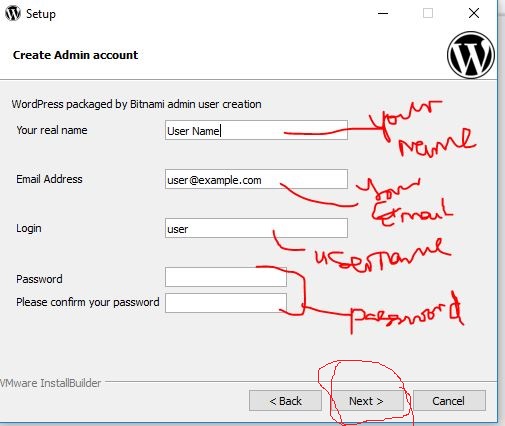 Setup
Create Admin account
WordPress packaged by Bitnami admin user creation
Your real name User Name your
name
Email Address user@example.com your
Email
Login user username
Password
Please confirm your password password
VMware InstallBuilder
< Back Next > Cancel